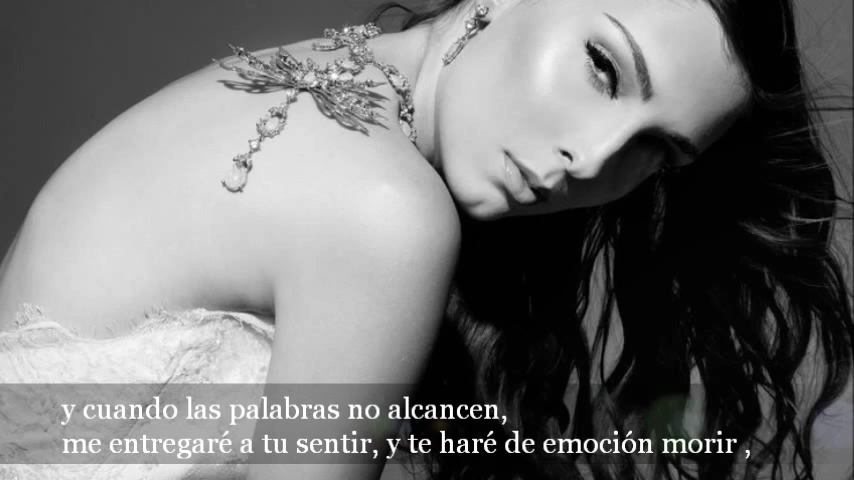 y cuando las palabras no alcancen,
me entregaré a tu sentir, y te haré de emoción morir ,